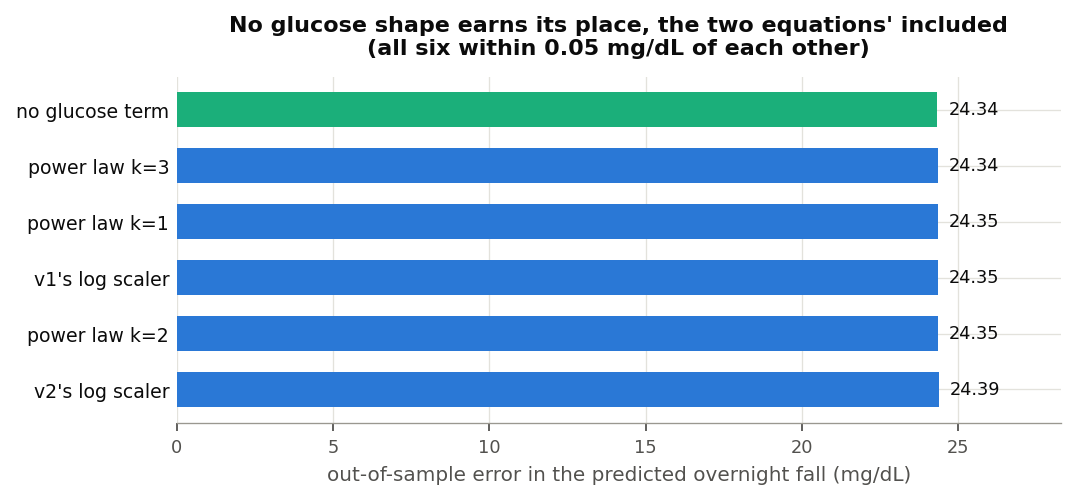 No glucose shape earns its place, the two equations' included
(all six within 0.05 mg/dL of each other)
no glucose term
24.34
power law k=3
24.34
power law k=1
24.35
v1's log scaler
24.35
power law k=2
24.35
v2's log scaler
24.39
0
5
10
15
20
25
out-of-sample error in the predicted overnight fall (mg/dL)